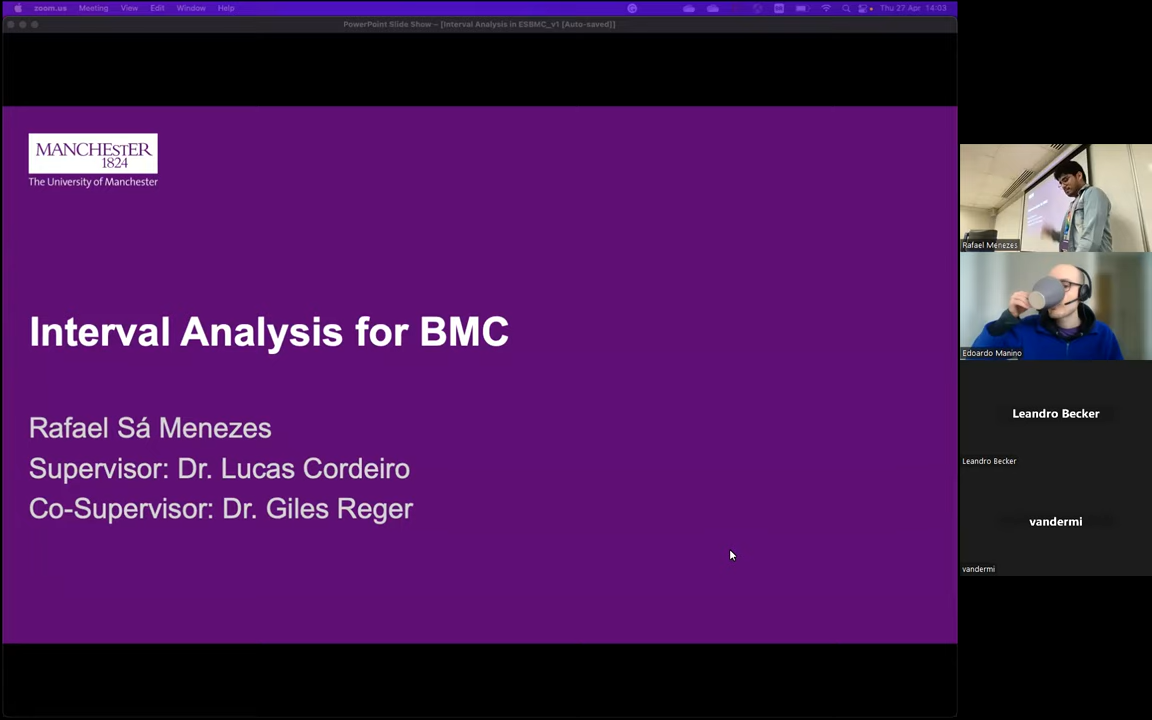 zoom.us Meeting View Edit Window Help Thu 27 Apr 14:03
PowerPoint Slide Show – [Interval Analysis in ESBMC_v1 [Auto-saved]]
MANCHESTER
1824
The University of Manchester
Interval Analysis for BMC
Rafael Sá Menezes
Supervisor: Dr. Lucas Cordeiro
Co-Supervisor: Dr. Giles Reger
Rafael Menezes
Edoardo Manino
Leandro Becker
Leandro Becker
vandermi
vandermi